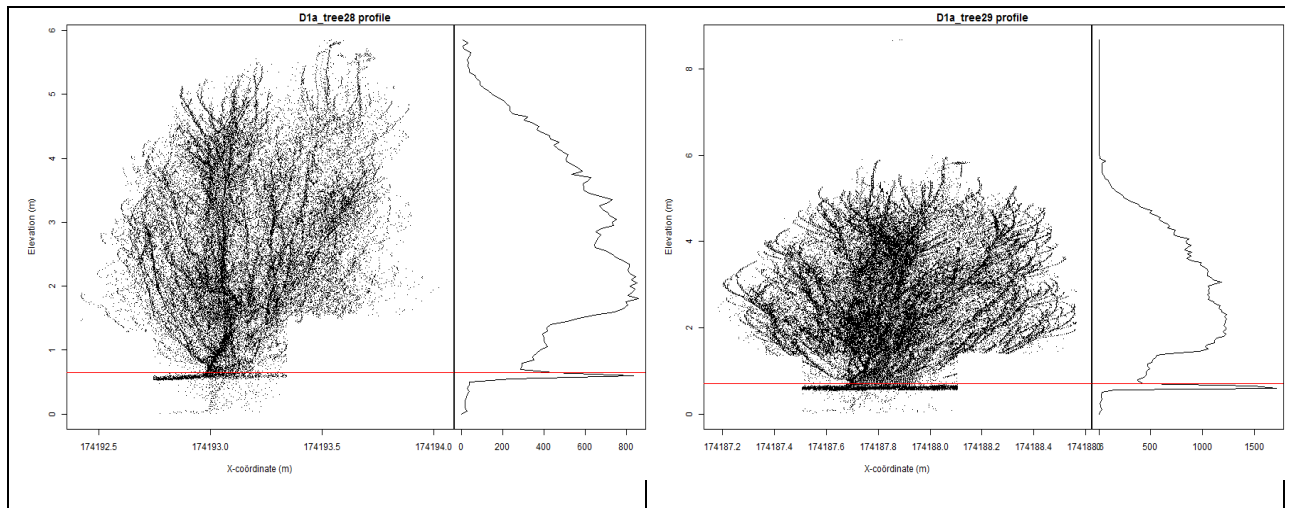 D1a_tree28 profile
Elevation (m)
6
5
4
3
2
1
0
174192.5 174193.0 174193.5 174194.0 0 200 400 600 800
X-coördinate (m)
D1a_tree29 profile
Elevation (m)
8
6
4
2
0
174187.2 174187.4 174187.6 174187.8 174188.0 174188.2 174188.4 174188.6 500 1000 1500
X-coördinate (m)